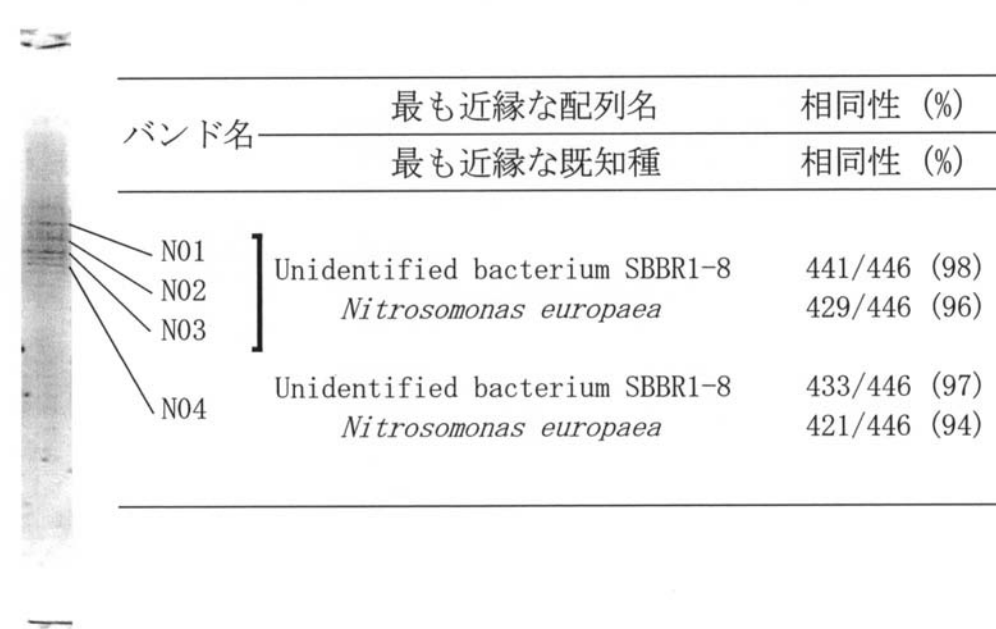 最も近縁な配列名 相同性 (%)
バンド名
最も近縁な既知種 相同性 (%)
N01
Unidentified bacterium SBBR1-8 441/446 (98)
N02
Nitrosomonas europaea 429/446 (96)
N03
Unidentified bacterium SBBR1-8 433/446 (97)
N04
Nitrosomonas europaea 421/446 (94)